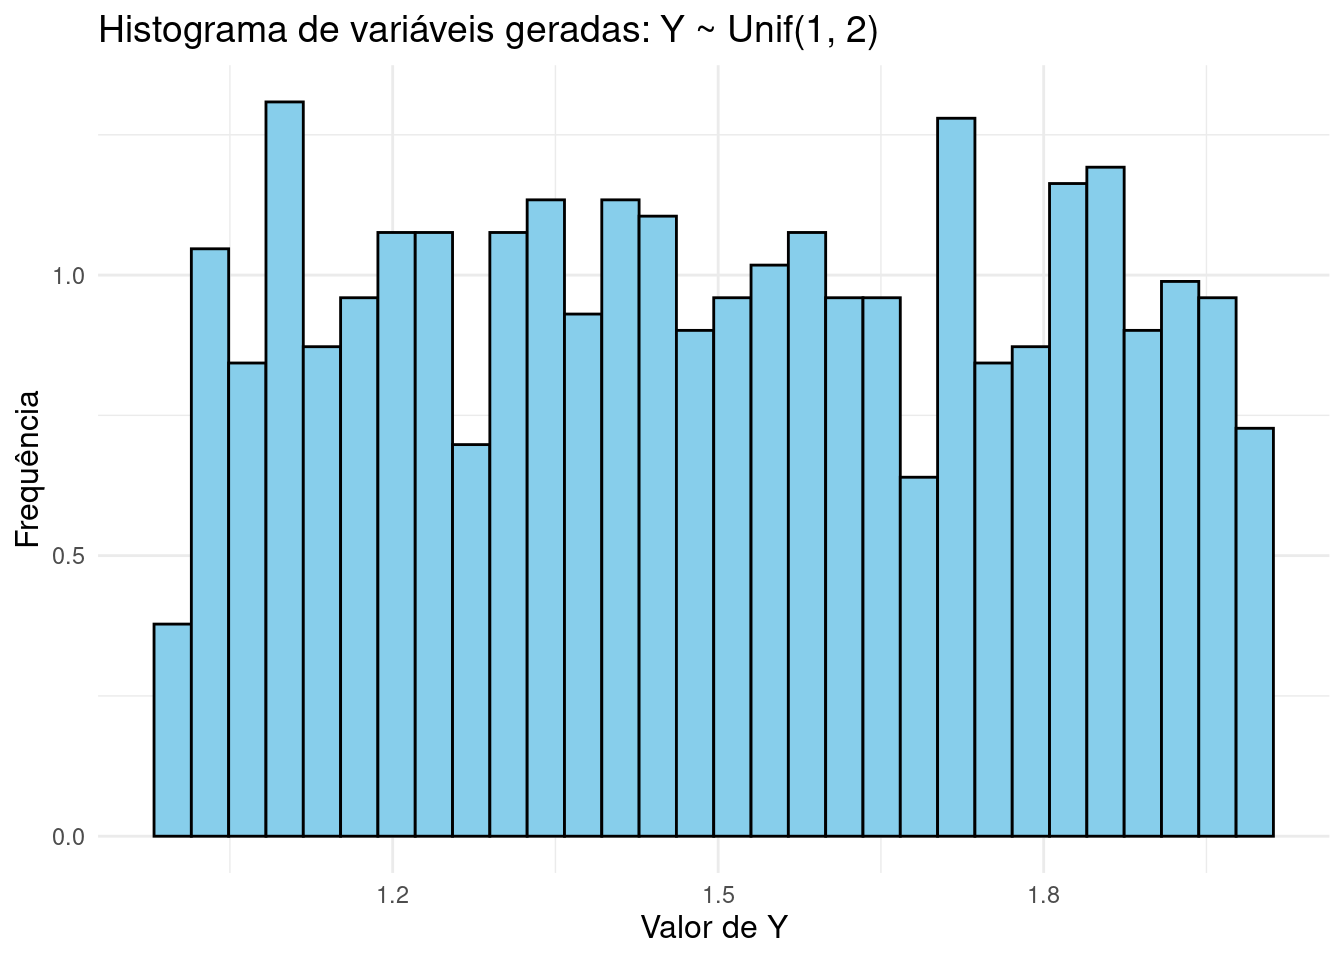 Histograma de variáveis geradas: Y ~ Unif(1, 2)
Frequência
1.0
0.5
0.0
1.2 1.5 1.8
Valor de Y